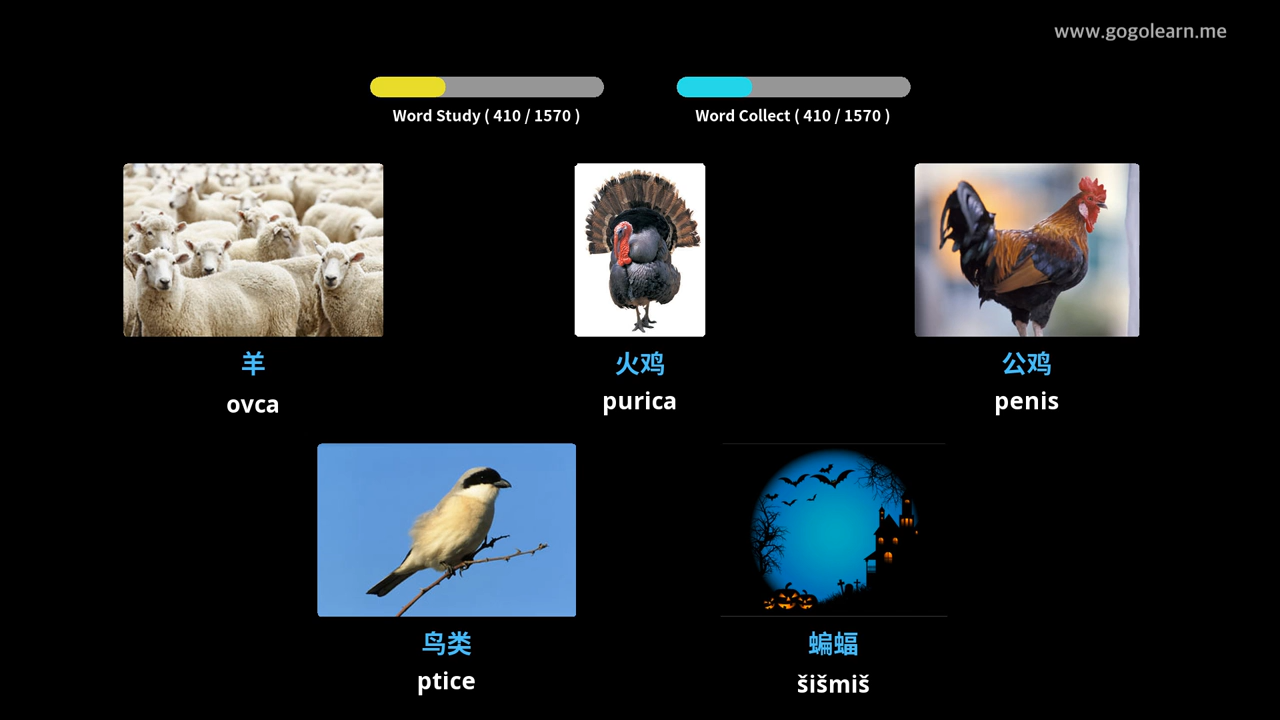 www.gogolearn.me
Word Study ( 410 / 1570 )
Word Collect ( 410 / 1570 )
羊
ovca
火鸡
purica
公鸡
penis
鸟类
ptice
蝙蝠
šišmiš